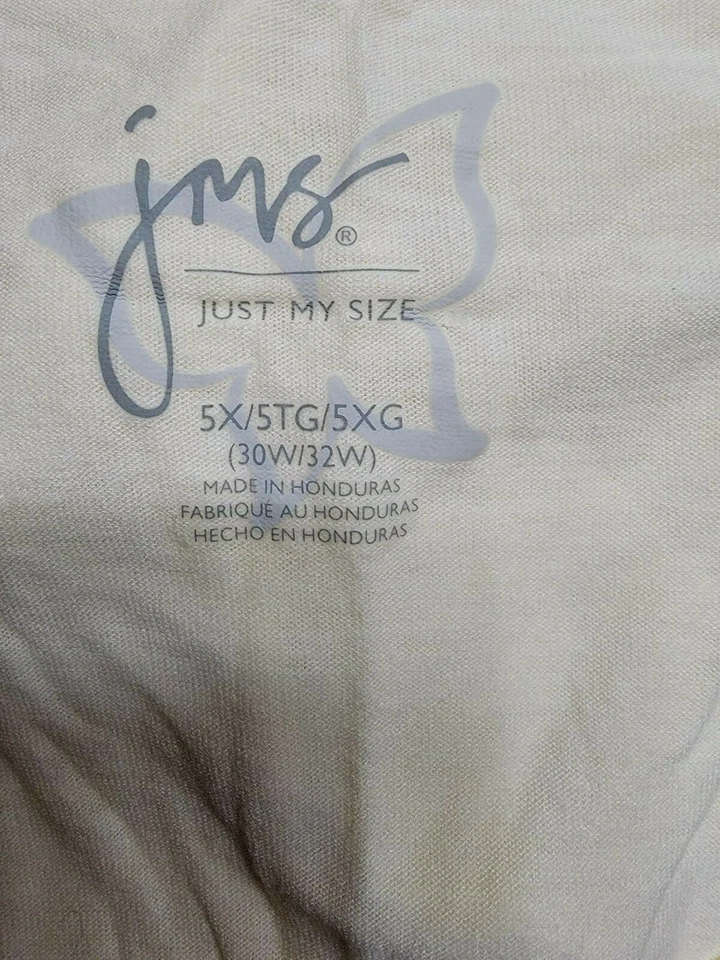 jms®
JUST MY SIZE
5X/5TG/5XG
(30W/32W)
MADE IN HONDURAS
FABRIQUÉ AU HONDURAS
HECHO EN HONDURAS